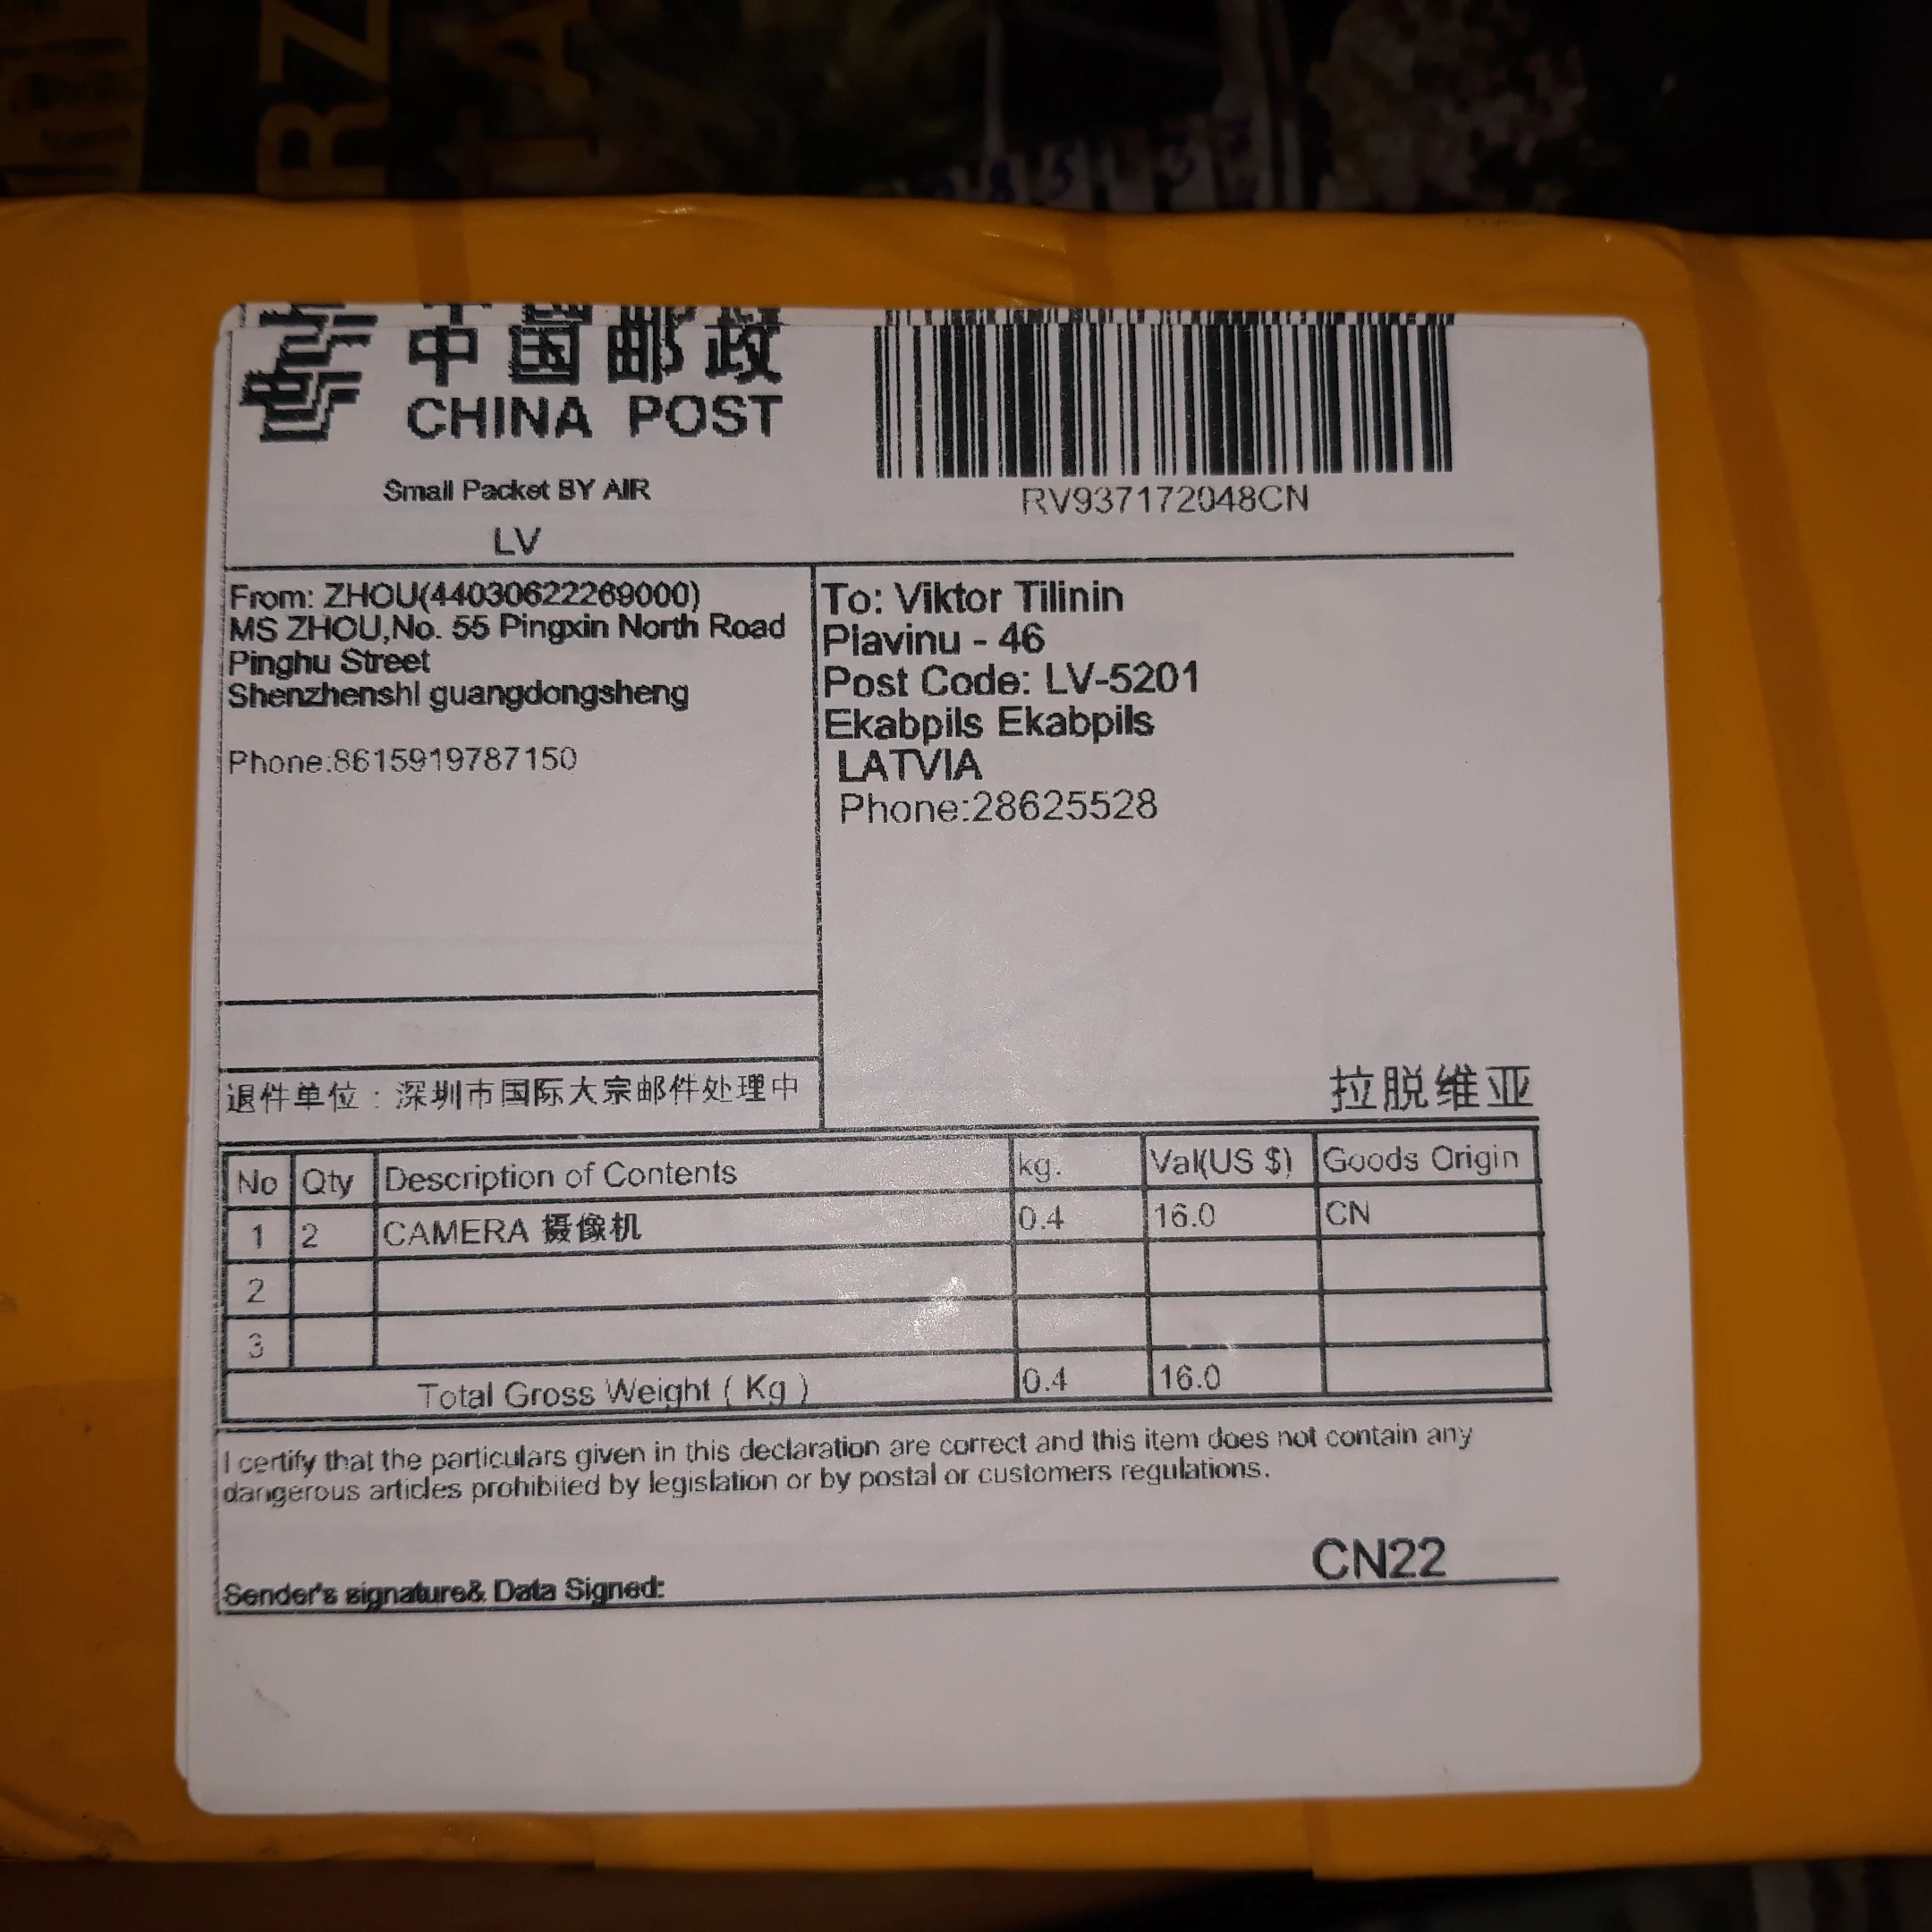 RZ
TA
中国邮政
CHINA POST
Small Packet BY AIR
LV
RV937172048CN
From: ZHOU(44030622269000)
MS ZHOU,No. 55 Pingxin North Road
Pinghu Street
Shenzhenshi guangdongsheng
Phone:8615919787150
To: Viktor Tilinin
Plavinu - 46
Post Code: LV-5201
Ekabpils Ekabpils
LATVIA
Phone:28625528
退件单位：深圳市国际大宗邮件处理中
拉脱维亚
No Qty Description of Contents kg. Val(US $) Goods Origin
1 2 CAMERA 摄像机 0.4 16.0 CN
2
3
Total Gross Weight ( Kg ) 0.4 16.0
I certify that the particulars given in this declaration are correct and this item does not contain any
dangerous articles prohibited by legislation or by postal or customers regulations.
CN22
Sender's signature& Data Signed: